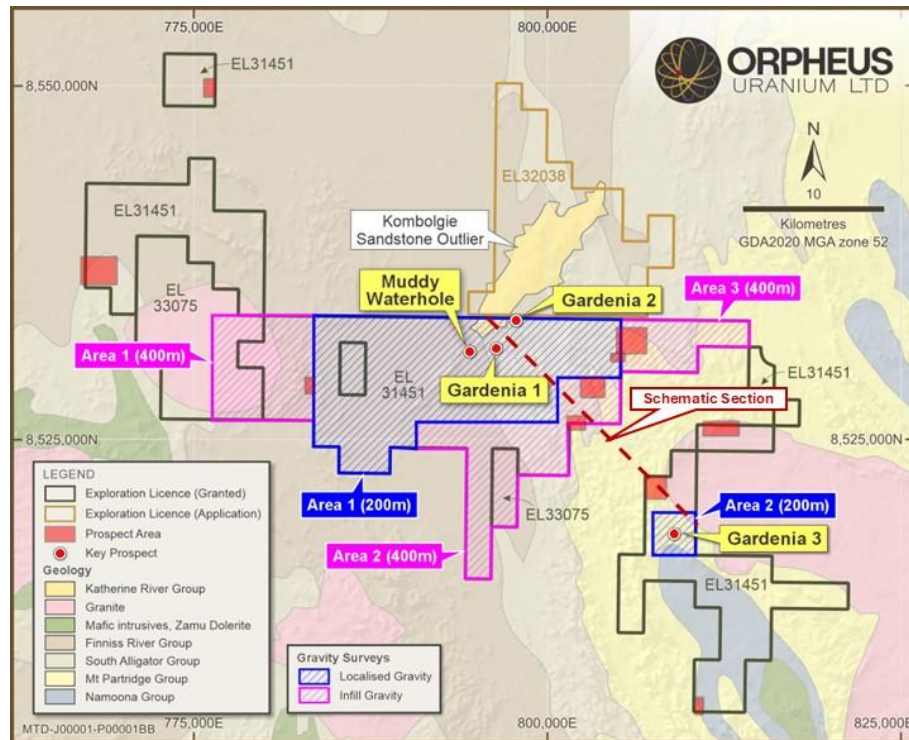 775,000E
800,000E
ORPHEUS
URANIUM LTD
EL31451
8,550,000N
8,550,000N
N
10
Kilometres
GDA2020 MGA zone 52
EL32038
EL31451
Kombolgie
Sandstone Outlier
EL
33075
Muddy
Waterhole
Gardenia 2
Area 3 (400m)
Area 1 (400m)
EL
31451
Gardenia 1
EL31451
Schematic Section
8,525,000N
8,525,000N
Area 1 (200m)
EL33075
Area 2 (200m)
Gardenia 3
Area 2 (400m)
EL31451
LEGEND
Exploration Licence (Granted)
Exploration Licence (Application)
Prospect Area
Key Prospect
Geology
Katherine River Group
Granite
Mafic intrusives, Zamu Dolerite
Finniss River Group
South Alligator Group
Mt Partridge Group
Namoona Group
Gravity Surveys
Localised Gravity
Infill Gravity
MTD-J00001-P00001BB
775,000E
800,000E
825,000E